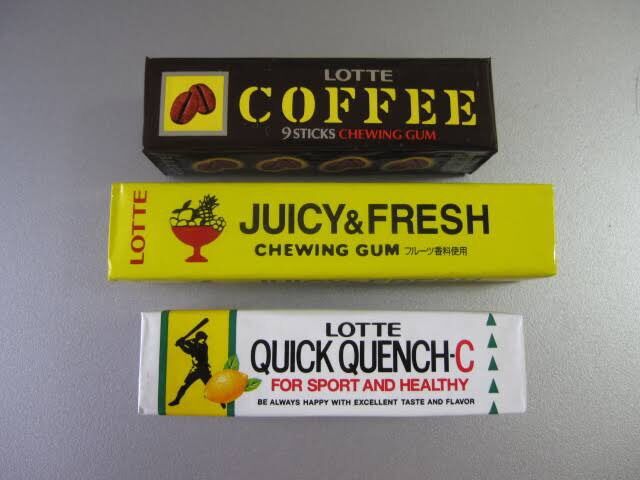 LOTTE
COFFEE
9 STICKS CHEWING GUM
LOTTE
JUICY & FRESH
CHEWING GUM フルーツ香料使用
LOTTE
QUICK QUENCH-C
FOR SPORT AND HEALTHY
BE ALWAYS HAPPY WITH EXCELLENT TASTE AND FLAVOR